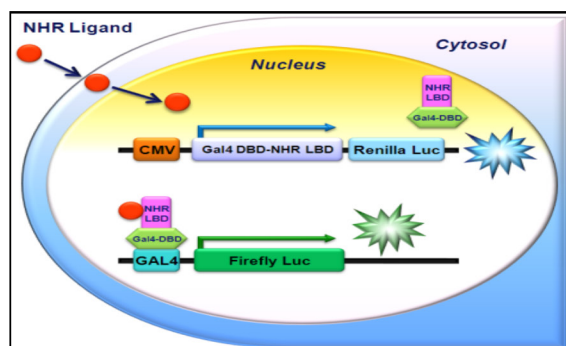 NHR Ligand
Cytosol
Nucleus
NHR
LBD
Gal4-DBD
CMV
Gal4 DBD-NHR LBD
Renilla Luc
NHR
LBD
Gal4-DBD
GAL4
Firefly Luc